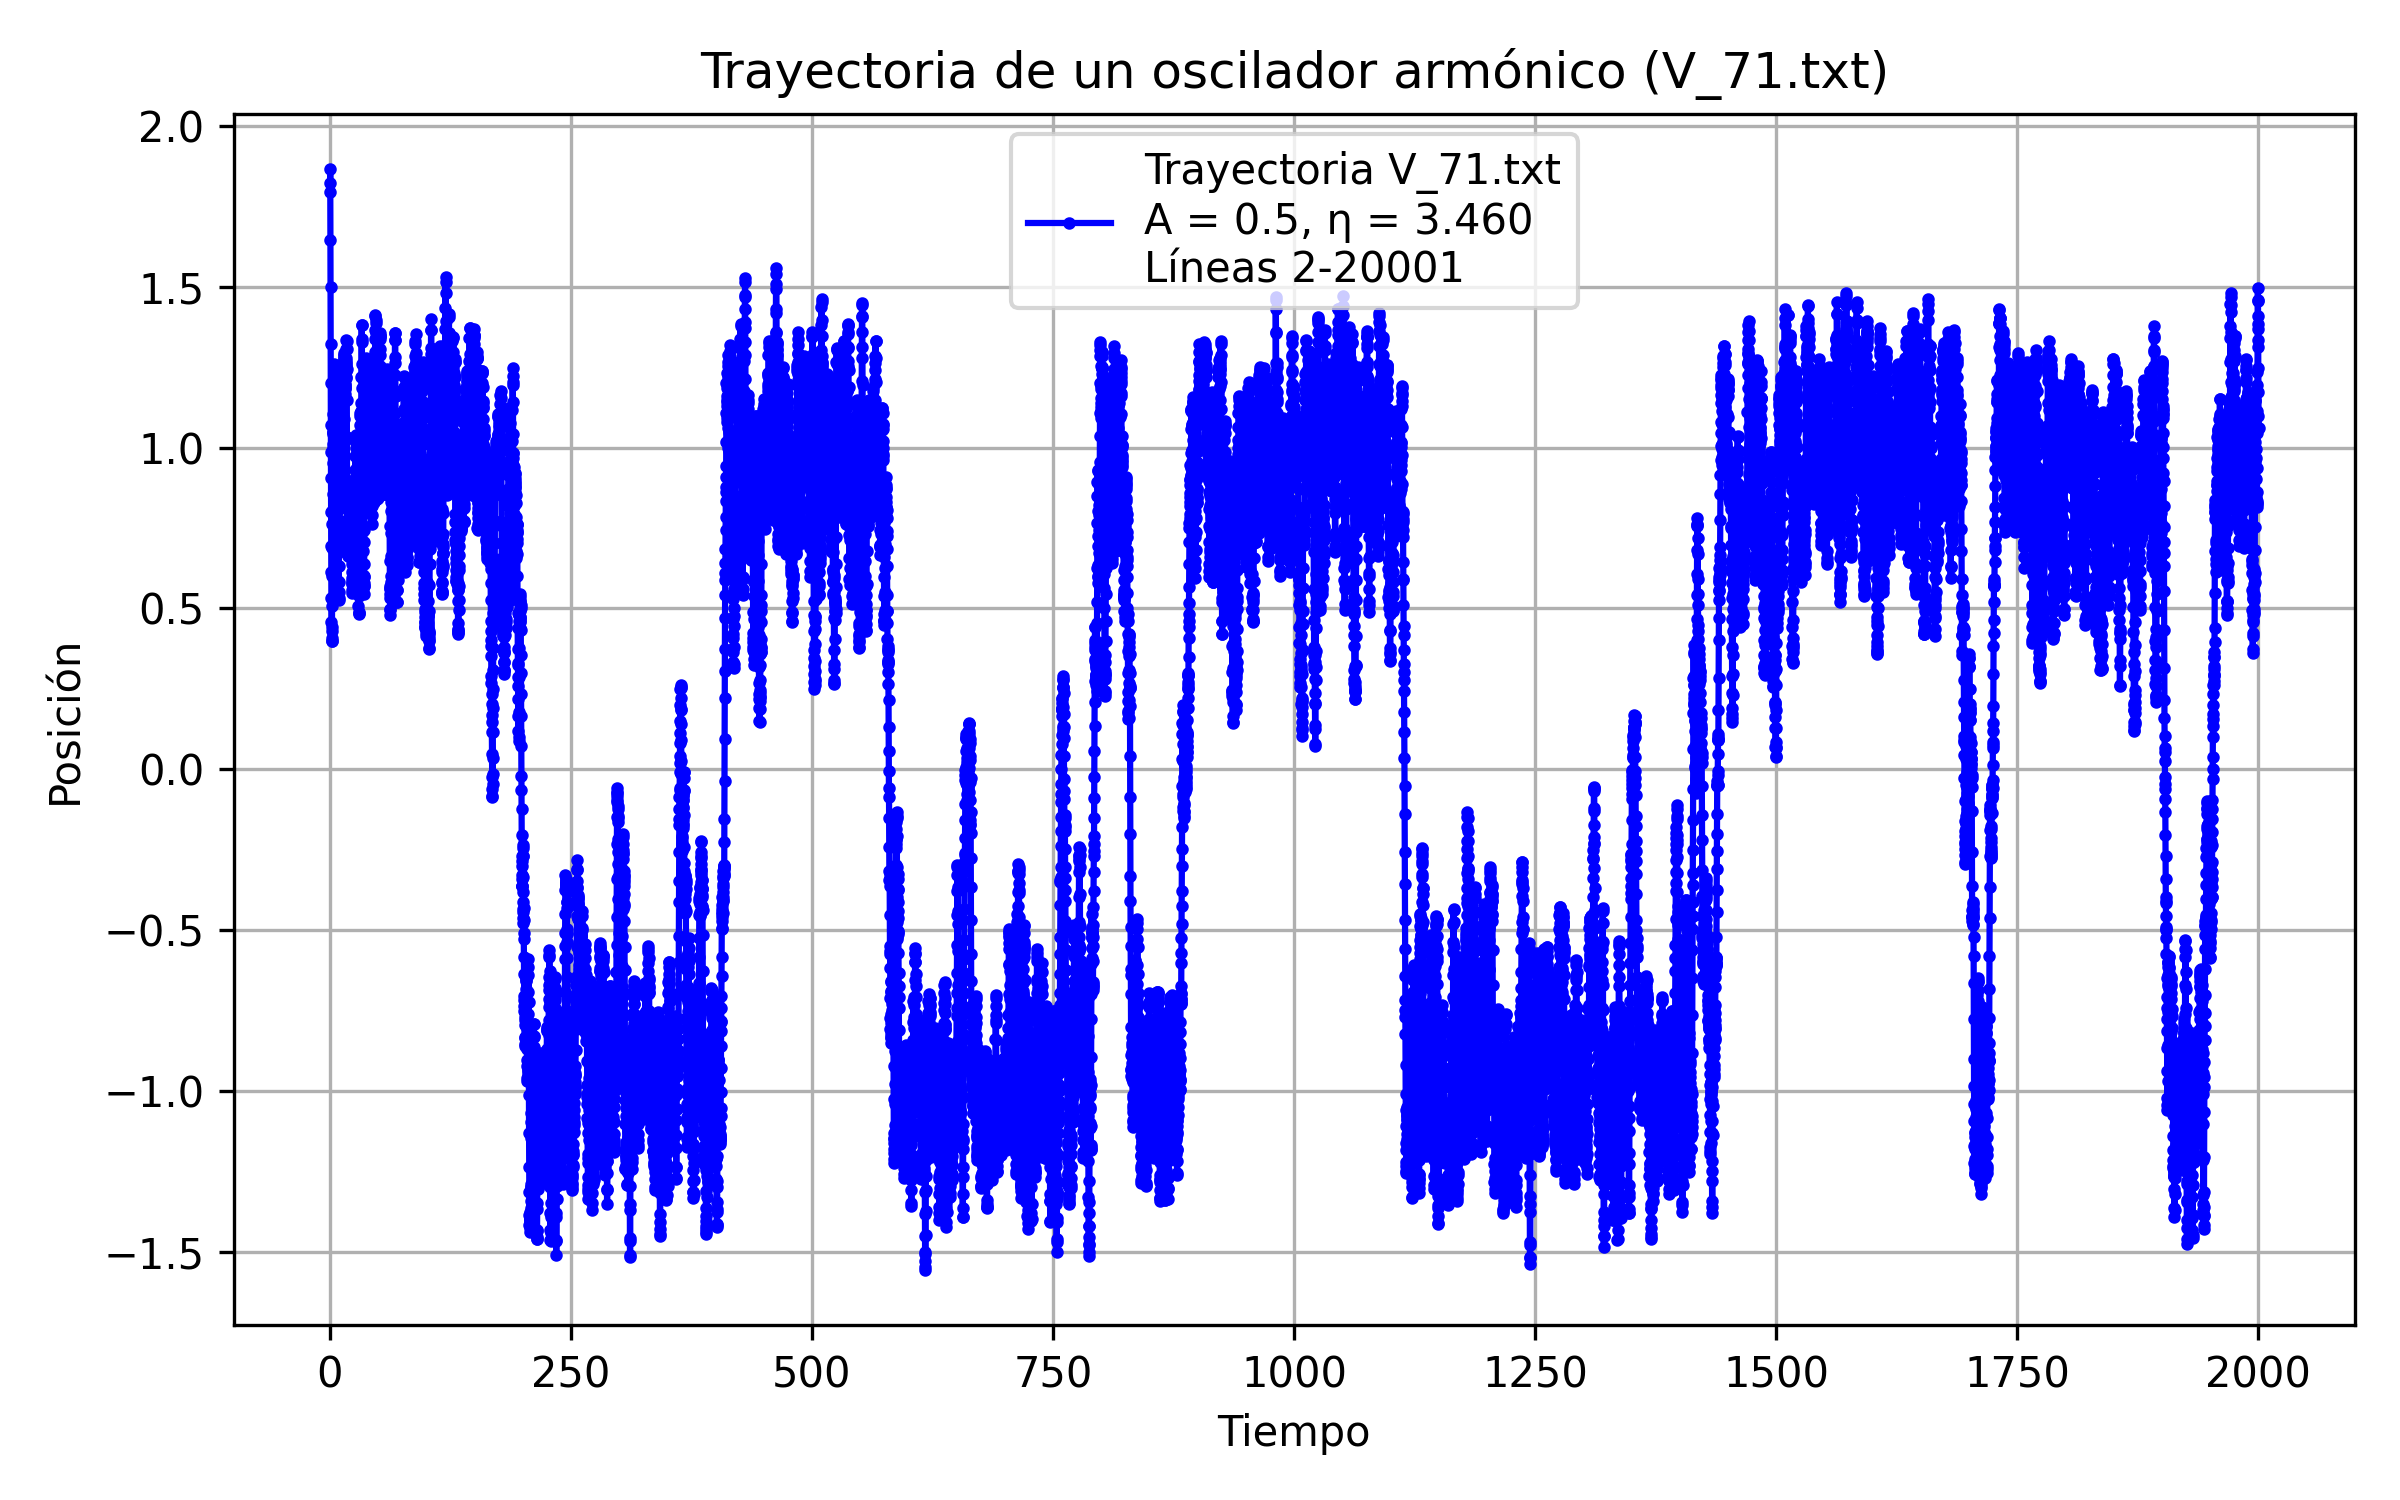 Trayectoria de un oscilador armónico (V_71.txt)
Trayectoria V_71.txt
A = 0.5, η = 3.460
Líneas 2-20001
Posición
2.0
1.5
1.0
0.5
0.0
−0.5
−1.0
−1.5
0 250 500 750 1000 1250 1500 1750 2000
Tiempo